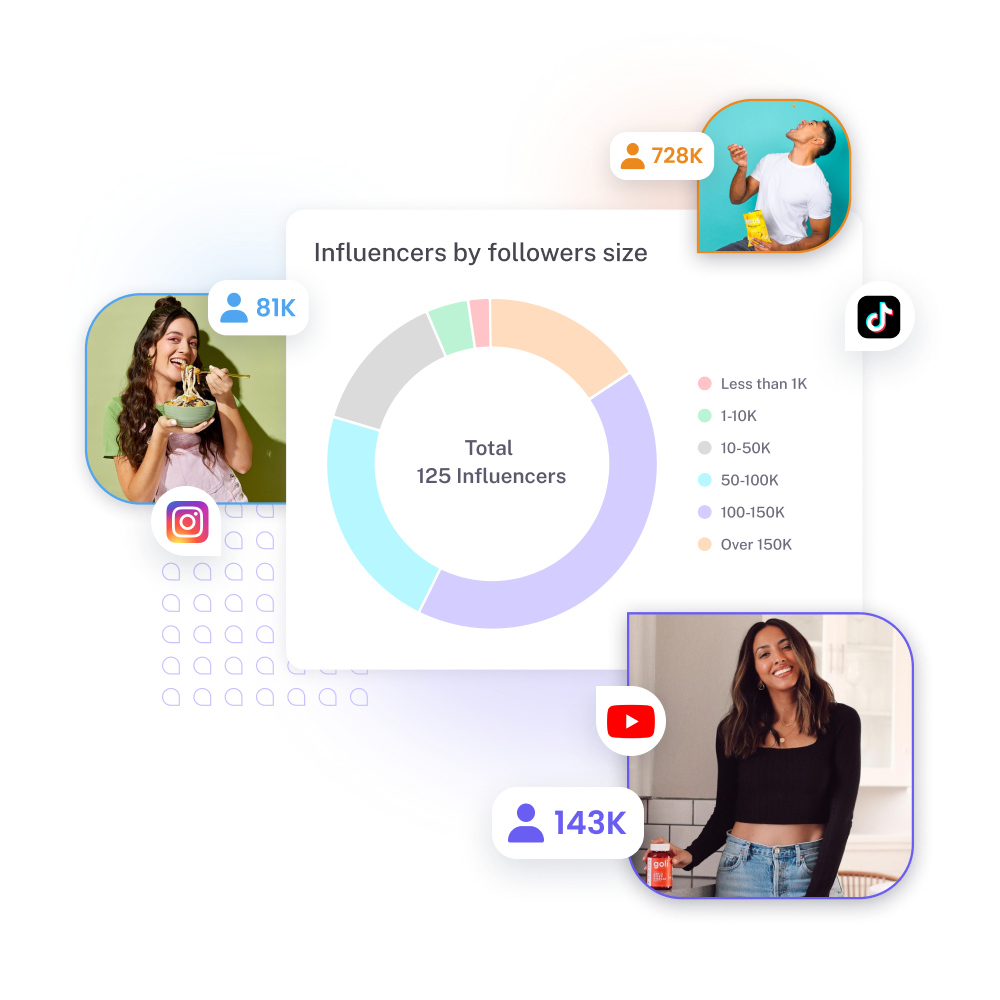 728K
Influencers by followers size
81K
Less than 1K
1-10K
10-50K
50-100K
100-150K
Over 150K
Total
125 Influencers
143K
goli